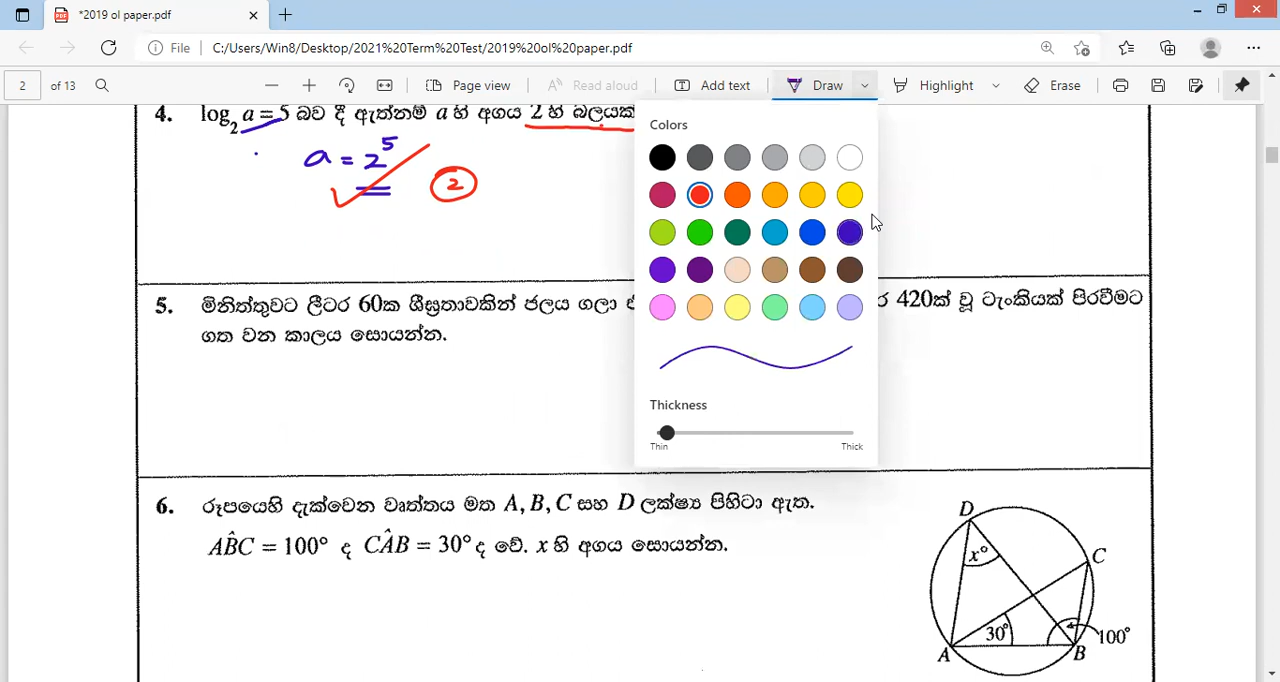 *2019 ol paper.pdf
File C:/Users/Win8/Desktop/2021%20Term%20Test/2019%20ol%20paper.pdf
2 of 13 Page view Read aloud Add text Draw Highlight Erase
4. log₂ a = 5 බව දී ඇත්නම් a හි අගය 2 හි බලයක්
a = 2⁵
2
Colors
Thickness
Thin Thick
5. මිනිත්තුවට ලීටර 60ක ශීඝ්‍රතාවකින් ජලය ගලා එ ර 420ක් වූ ටැංකියක් පිරවීමට
ගත වන කාලය සොයන්න.
6. රූපයෙහි දැක්වෙන වෘත්තය මත A, B, C සහ D ලක්ෂ්‍ය පිහිටා ඇත.
AB̂C = 100° ද CÂB = 30° ද වේ. x හි අගය සොයන්න.
D
x°
C
30°
100°
A
B